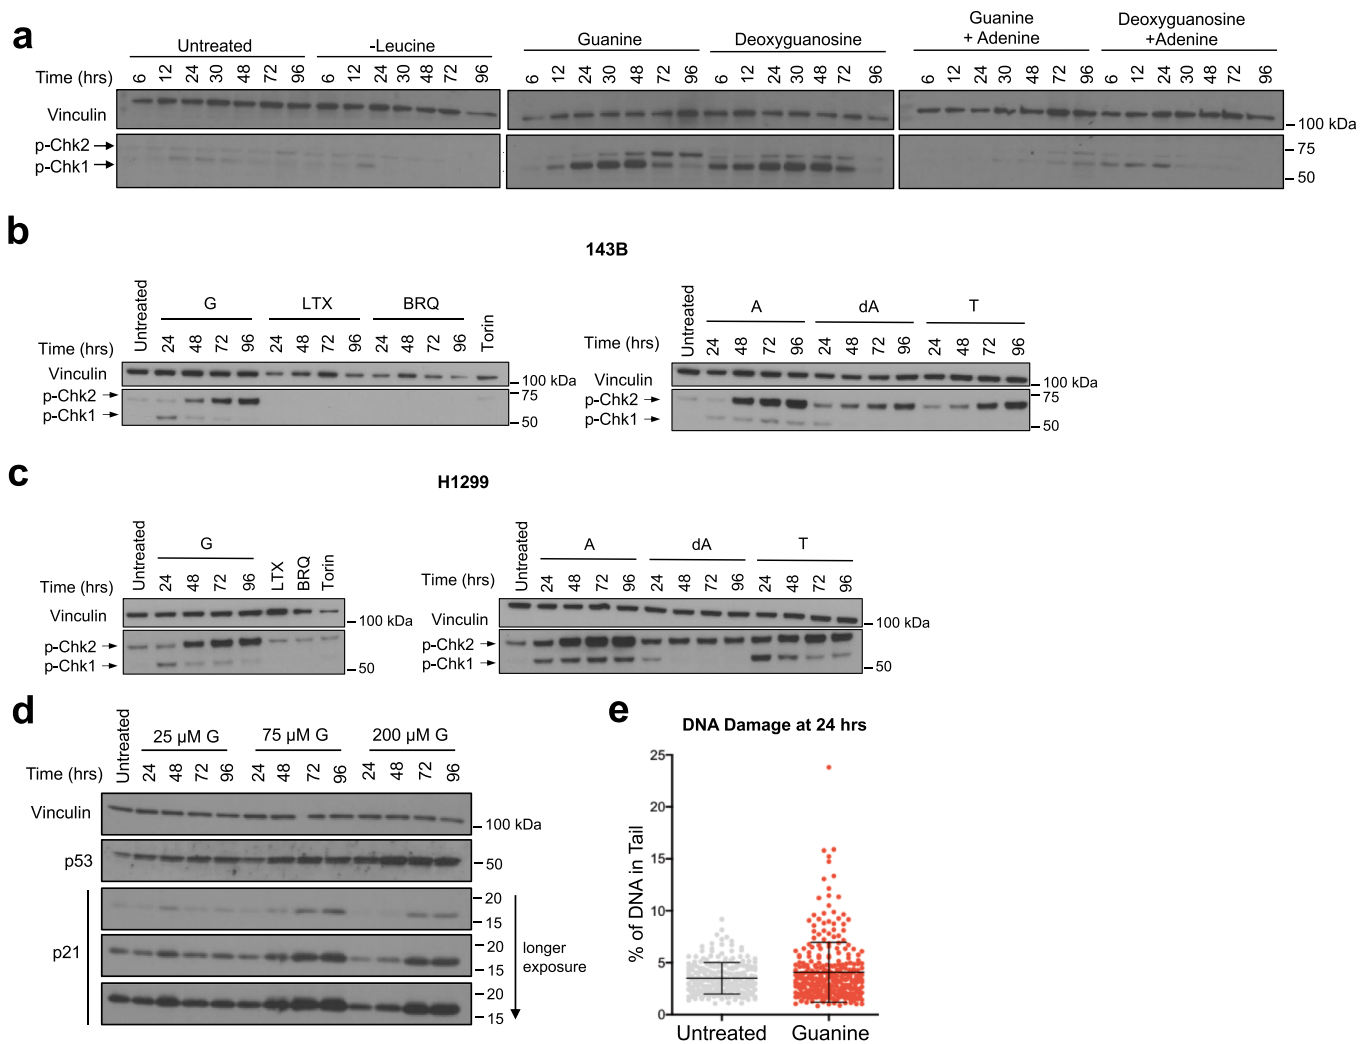 a
Untreated -Leucine Guanine Deoxyguanosine Guanine + Adenine Deoxyguanosine +Adenine
Time (hrs) 6 12 24 30 48 72 96 6 12 24 30 48 72 96 6 12 24 30 48 72 96 6 12 24 30 48 72 96 6 12 24 30 48 72 96 6 12 24 30 48 72 96
Vinculin 100 kDa
p-Chk2 75
p-Chk1 50
b
143B
Untreated G LTX BRQ Torin
Time (hrs) 24 48 72 96 24 48 72 96 24 48 72 96
Vinculin 100 kDa
p-Chk2 75
p-Chk1 50
Untreated A dA T
Time (hrs) 24 48 72 96 24 48 72 96 24 48 72 96
Vinculin 100 kDa
p-Chk2 75
p-Chk1 50
c
H1299
Untreated G LTX BRQ Torin
Time (hrs) 24 48 72 96
Vinculin 100 kDa
p-Chk2
p-Chk1 50
Untreated A dA T
Time (hrs) 24 48 72 96 24 48 72 96 24 48 72 96
Vinculin 100 kDa
p-Chk2
p-Chk1 50
d
Untreated 25 µM G 75 µM G 200 µM G
Time (hrs) 24 48 72 96 24 48 72 96 24 48 72 96
Vinculin 100 kDa
p53 50
20
15
p21 20
15
20
15
longer
exposure
e
DNA Damage at 24 hrs
% of DNA in Tail
25
20
15
10
5
0
Untreated Guanine